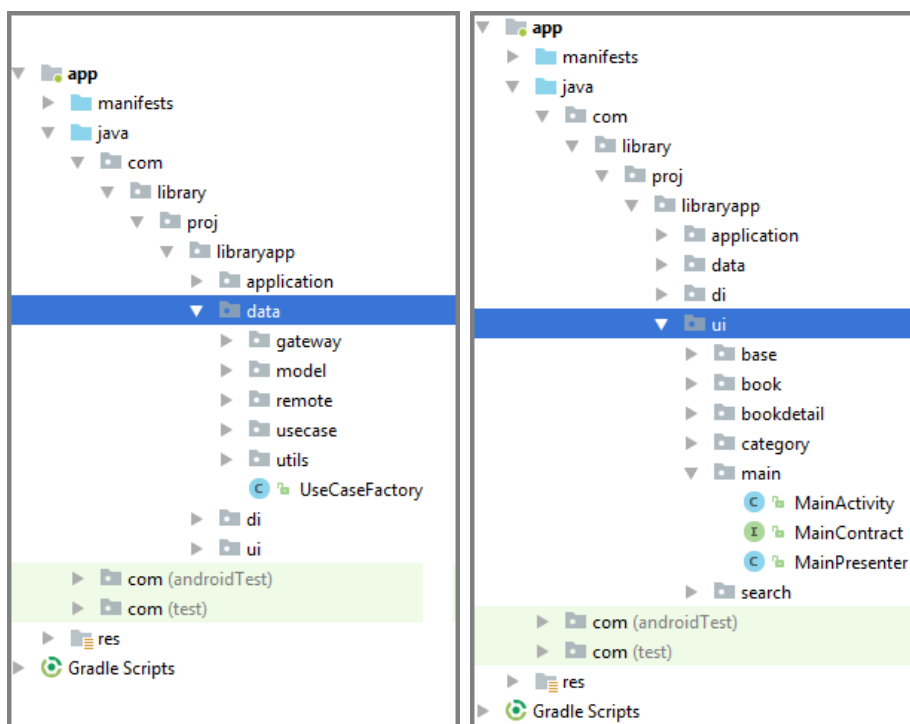 app
manifests
java
com
library
proj
libraryapp
application
data
gateway
model
remote
usecase
utils
C UseCaseFactory
di
ui
com (androidTest)
com (test)
res
Gradle Scripts
app
manifests
java
com
library
proj
libraryapp
application
data
di
ui
base
book
bookdetail
category
main
C MainActivity
I MainContract
C MainPresenter
search
com (androidTest)
com (test)
res
Gradle Scripts